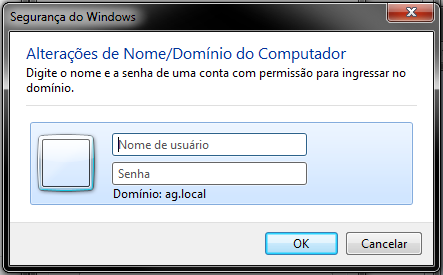 Segurança do Windows
Alterações de Nome/Domínio do Computador
Digite o nome e a senha de uma conta com permissão para ingressar no
domínio.
Nome de usuário
Senha
Domínio: ag.local
OK
Cancelar